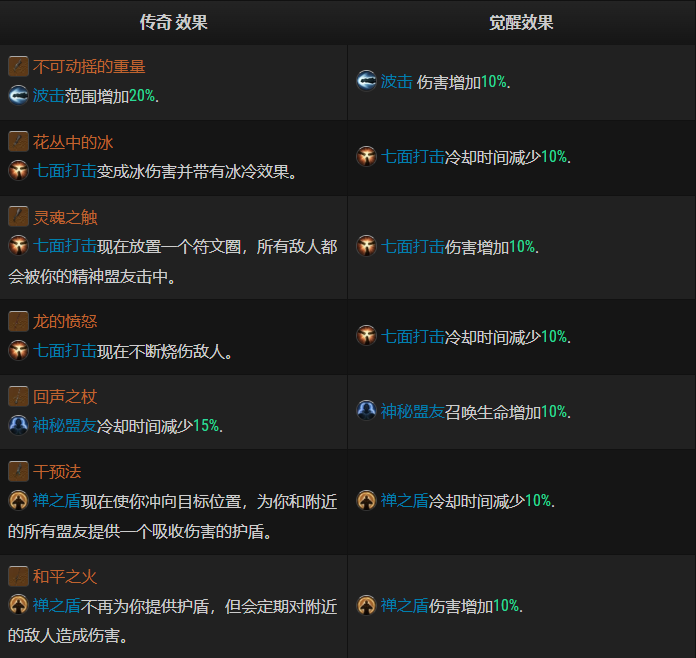 传奇 效果
觉醒效果
不可动摇的重量
波击范围增加20%.
波击 伤害增加10%.
花丛中的冰
七面打击变成冰伤害并带有冰冷效果。
七面打击冷却时间减少10%.
灵魂之触
七面打击现在放置一个符文圈，所有敌人都
会被你的精神盟友击中。
七面打击伤害增加10%.
龙的愤怒
七面打击现在不断烧伤敌人。
七面打击冷却时间减少10%.
回声之杖
神秘盟友冷却时间减少15%.
神秘盟友召唤生命增加10%.
干预法
禅之盾现在使你冲向目标位置，为你和附近
的所有盟友提供一个吸收伤害的护盾。
禅之盾冷却时间减少10%.
和平之火
禅之盾不再为你提供护盾，但会定期对附近
的敌人造成伤害。
禅之盾伤害增加10%.